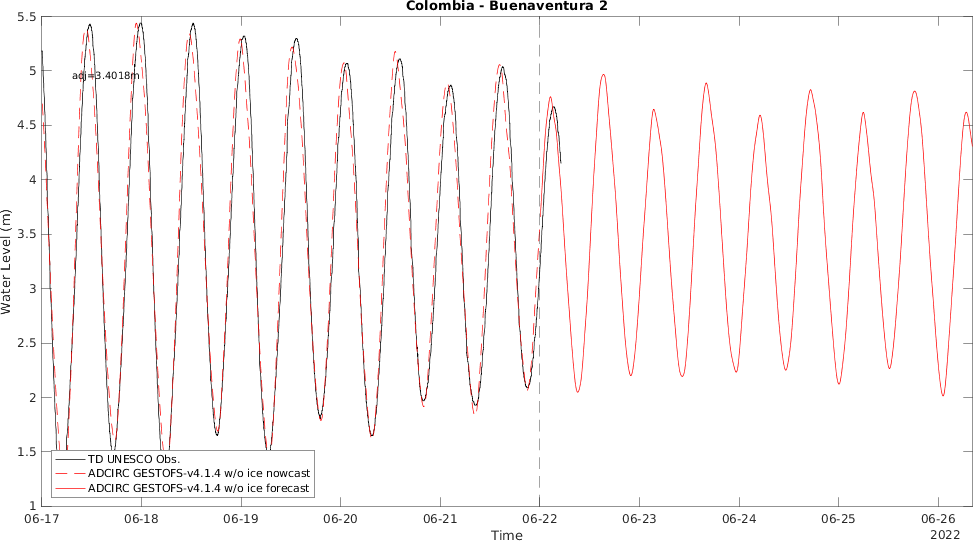 Colombia - Buenaventura 2
5.5
5
4.5
4
3.5
3
2.5
2
1.5
1
Water Level (m)
adj=3.4018m
TD UNESCO Obs.
ADCIRC GESTOFS-v4.1.4 w/o ice nowcast
ADCIRC GESTOFS-v4.1.4 w/o ice forecast
06-17 06-18 06-19 06-20 06-21 06-22 06-23 06-24 06-25 06-26
2022
Time